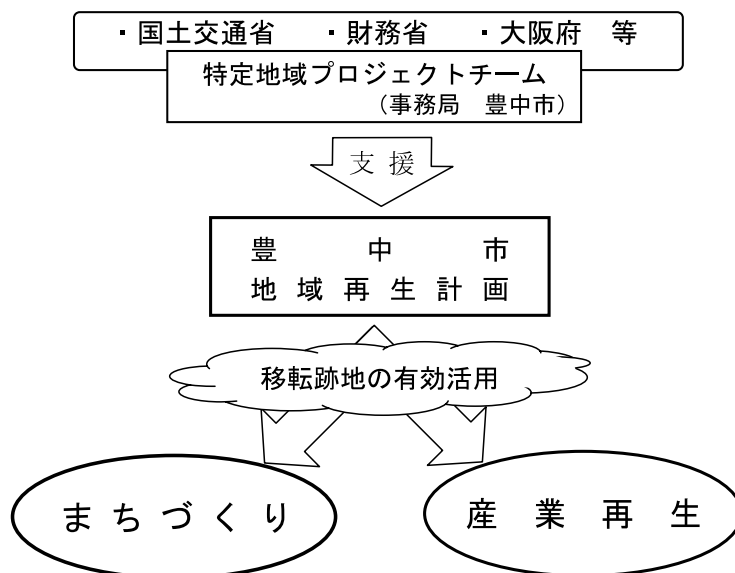 ・国土交通省　・財務省　・大阪府　等
特定地域プロジェクトチーム
（事務局　豊中市）
支援
豊中市
地域再生計画
移転跡地の有効活用
まちづくり
産業再生